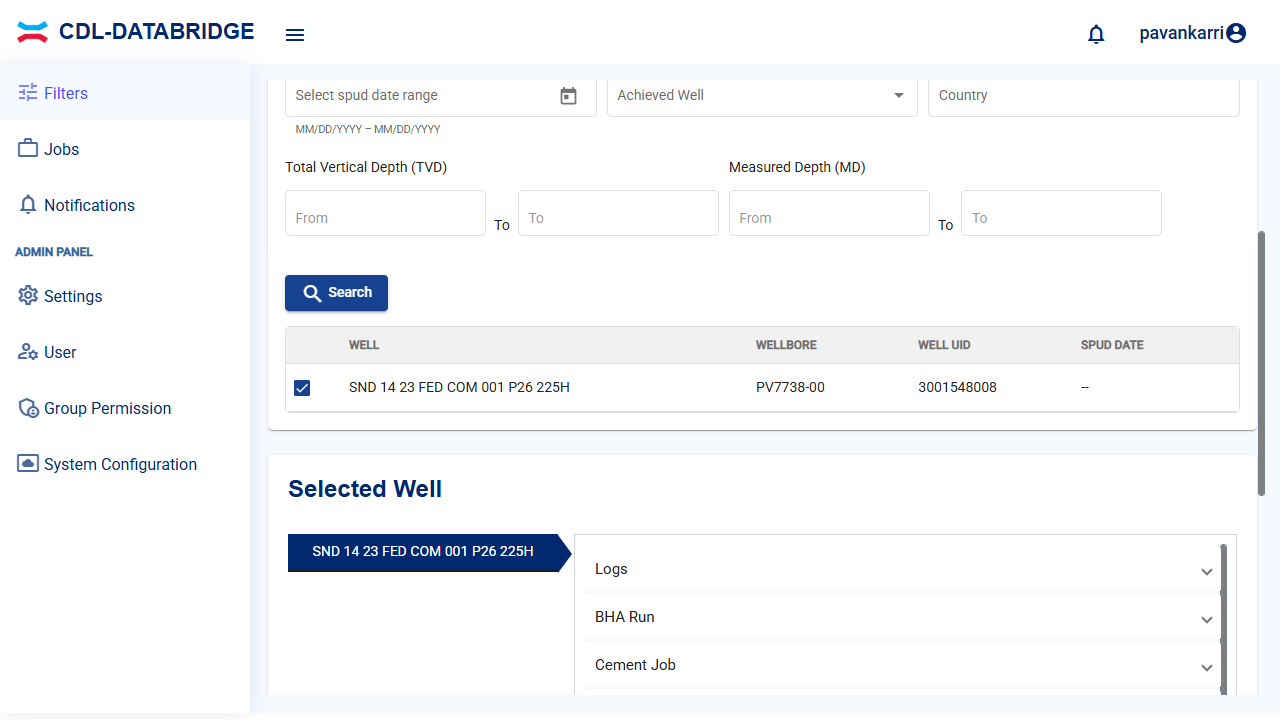 CDL-DATABRIDGE
pavankarri
Filters
Jobs
Notifications
ADMIN PANEL
Settings
User
Group Permission
System Configuration
Select spud date range
Achieved Well
Country
MM/DD/YYYY – MM/DD/YYYY
Total Vertical Depth (TVD)
Measured Depth (MD)
From
To
To
From
To
To
Search
WELL WELLBORE WELL UID SPUD DATE
SND 14 23 FED COM 001 P26 225H PV7738-00 3001548008 --
Selected Well
SND 14 23 FED COM 001 P26 225H
Logs
BHA Run
Cement Job